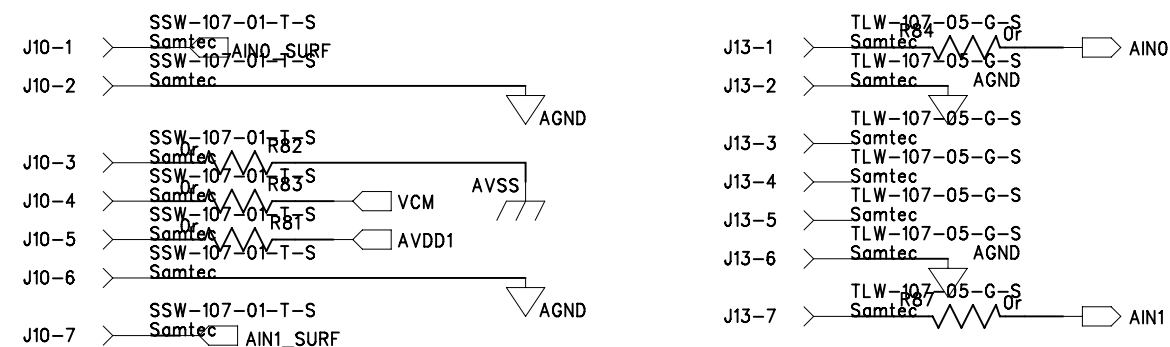 SSW-107-01-T-S
J10-1 Samtec AIN0_SURF
SSW-107-01-T-S
J10-2 Samtec
AGND
SSW-107-01-T-S
J10-3 Samtec 0r R82
SSW-107-01-T-S
AVSS
J10-4 Samtec 0r R83 VCM
SSW-107-01-T-S
J10-5 Samtec 0r R81 AVDD1
SSW-107-01-T-S
J10-6 Samtec
AGND
SSW-107-01-T-S
J10-7 Samtec AIN1_SURF
TLW-107-05-G-S
J13-1 Samtec R84 0r AIN0
TLW-107-05-G-S
J13-2 Samtec AGND
TLW-107-05-G-S
J13-3 Samtec
TLW-107-05-G-S
J13-4 Samtec
TLW-107-05-G-S
J13-5 Samtec
TLW-107-05-G-S
J13-6 Samtec AGND
TLW-107-05-G-S
J13-7 Samtec R87 0r AIN1